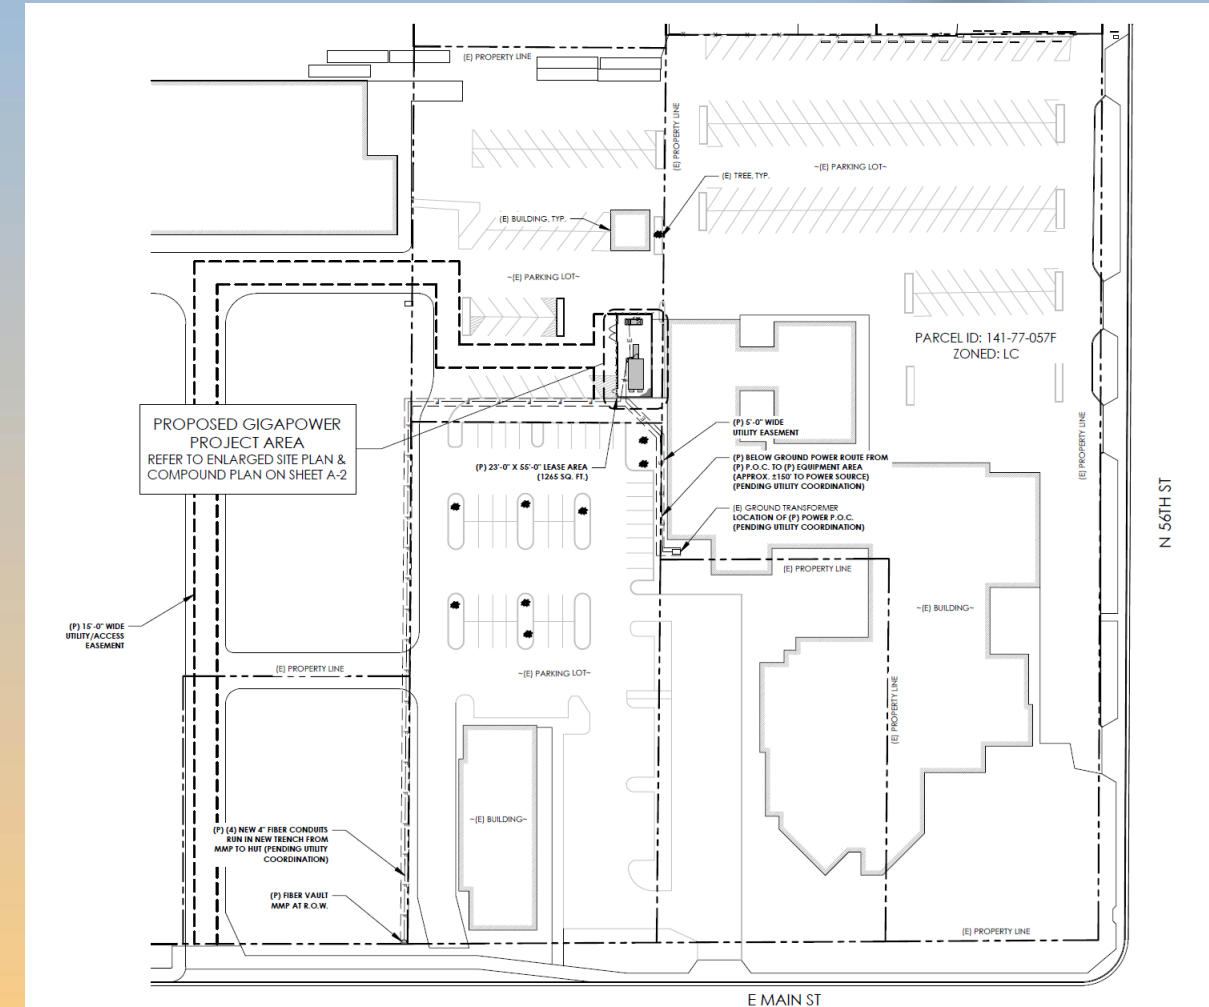 (E) PROPERTY LINE
(E) PROPERTY LINE
~(E) PARKING LOT~
(E) TREE, TYP.
(E) BUILDING, TYP.
~(E) PARKING LOT~
PARCEL ID: 141-77-057F
ZONED: LC
PROPOSED GIGAPOWER
PROJECT AREA
REFER TO ENLARGED SITE PLAN &
COMPOUND PLAN ON SHEET A-2
(P) 5'-0" WIDE
UTILITY EASEMENT
(E) PROPERTY LINE
(P) 23'-0" X 55'-0" LEASE AREA
(1265 SQ. FT.)
(P) BELOW GROUND POWER ROUTE FROM
(P) P.O.C. TO (P) EQUIPMENT AREA
(APPROX. ±150' TO POWER SOURCE)
(PENDING UTILITY COORDINATION)
(E) GROUND TRANSFORMER
LOCATION OF (P) POWER P.O.C.
(PENDING UTILITY COORDINATION)
N 56TH ST
(E) PROPERTY LINE
~(E) BUILDING~
(P) 15'-0" WIDE
UTILITY/ACCESS
EASEMENT
(E) PROPERTY LINE
~(E) PARKING LOT~
(E) PROPERTY LINE
~(E) BUILDING~
(P) (4) NEW 4" FIBER CONDUITS
RUN IN NEW TRENCH FROM
MMP TO HUT (PENDING UTILITY
COORDINATION)
(P) FIBER VAULT
MMP AT R.O.W.
(E) PROPERTY LINE
E MAIN ST